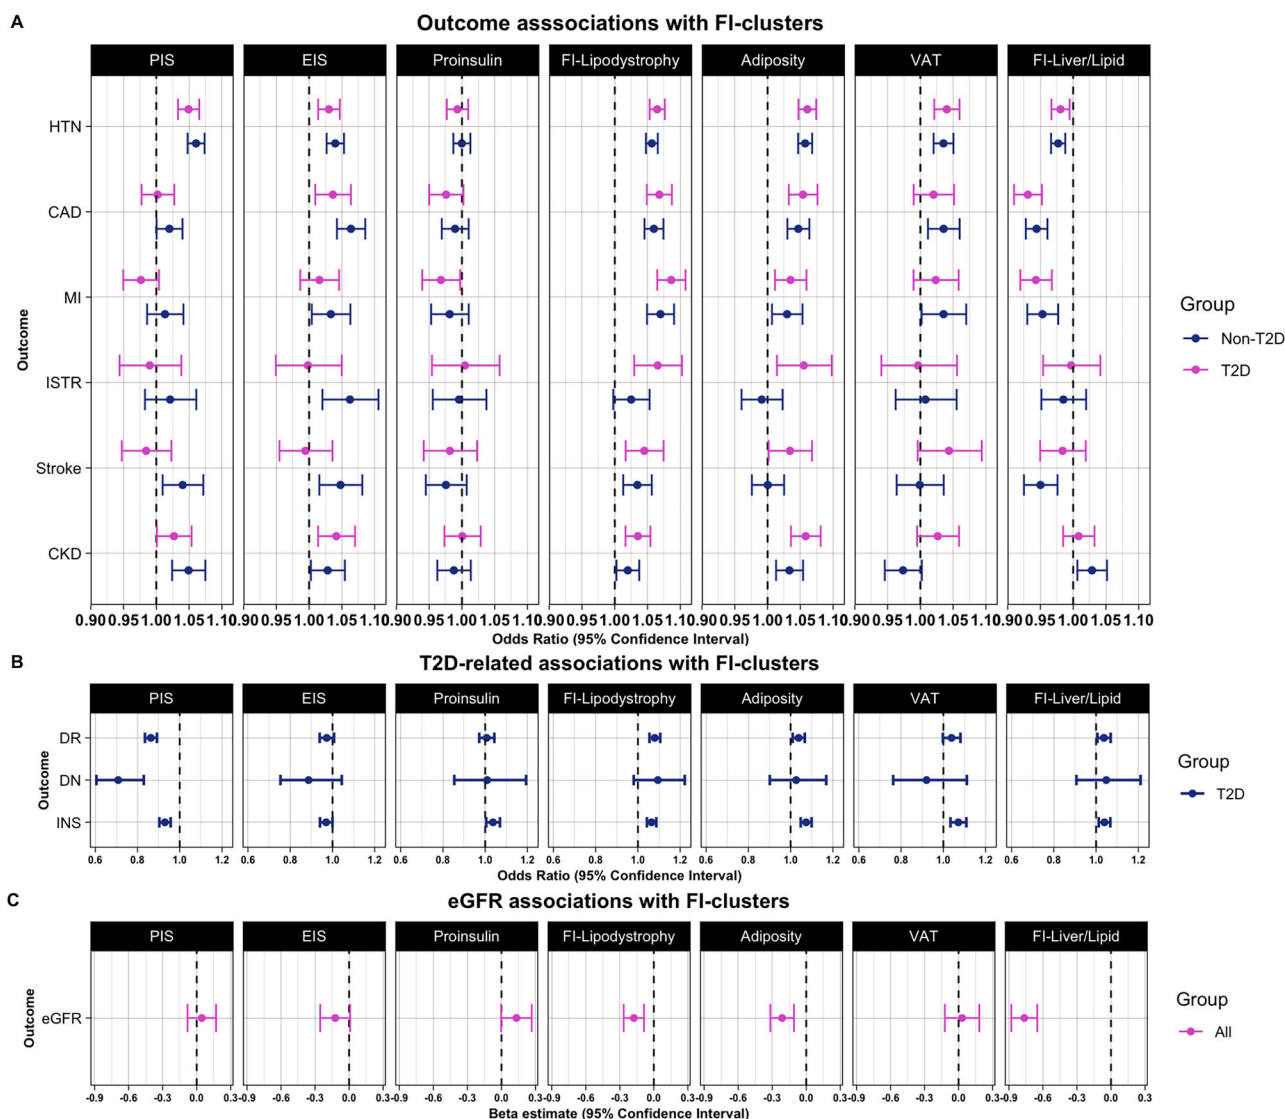 A
Outcome asssociations with FI-clusters
PIS EIS Proinsulin FI-Lipodystrophy Adiposity VAT FI-Liver/Lipid
Outcome
HTN
CAD
MI
ISTR
Stroke
CKD
0.90 0.95 1.00 1.05 1.10 0.90 0.95 1.00 1.05 1.10 0.90 0.95 1.00 1.05 1.10 0.90 0.95 1.00 1.05 1.10 0.90 0.95 1.00 1.05 1.10 0.90 0.95 1.00 1.05 1.10 0.90 0.95 1.00 1.05 1.10
Odds Ratio (95% Confidence Interval)
Group
Non-T2D
T2D
B
T2D-related associations with FI-clusters
PIS EIS Proinsulin FI-Lipodystrophy Adiposity VAT FI-Liver/Lipid
Outcome
DR
DN
INS
0.6 0.8 1.0 1.2 0.6 0.8 1.0 1.2 0.6 0.8 1.0 1.2 0.6 0.8 1.0 1.2 0.6 0.8 1.0 1.2 0.6 0.8 1.0 1.2 0.6 0.8 1.0 1.2
Odds Ratio (95% Confidence Interval)
Group
T2D
C
eGFR associations with FI-clusters
PIS EIS Proinsulin FI-Lipodystrophy Adiposity VAT FI-Liver/Lipid
Outcome
eGFR
-0.9 -0.6 -0.3 0.0 0.3 -0.9 -0.6 -0.3 0.0 0.3 -0.9 -0.6 -0.3 0.0 0.3 -0.9 -0.6 -0.3 0.0 0.3 -0.9 -0.6 -0.3 0.0 0.3 -0.9 -0.6 -0.3 0.0 0.3 -0.9 -0.6 -0.3 0.0 0.3
Beta estimate (95% Confidence Interval)
Group
All